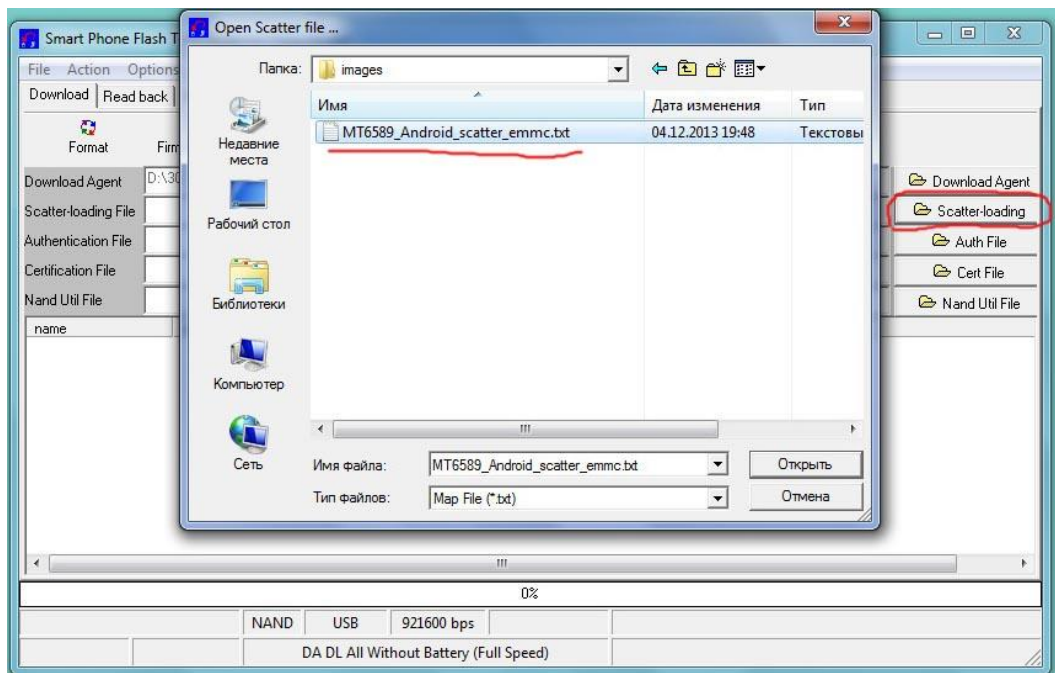 Smart Phone Flash T
File Action Options
Download Read back
Format Firm
Download Agent D:\30
Scatter-loading File
Authentication File
Certification File
Nand Util File
name
Open Scatter file ...
Папка: images
Недавние места
Рабочий стол
Библиотеки
Компьютер
Сеть
Имя Дата изменения Тип
MT6589_Android_scatter_emmc.txt 04.12.2013 19:48 Текстовы
Имя файла: MT6589_Android_scatter_emmc.txt Открыть
Тип файлов: Map File (*.txt) Отмена
Download Agent
Scatter-loading
Auth File
Cert File
Nand Util File
0%
NAND USB 921600 bps
DA DL All Without Battery (Full Speed)